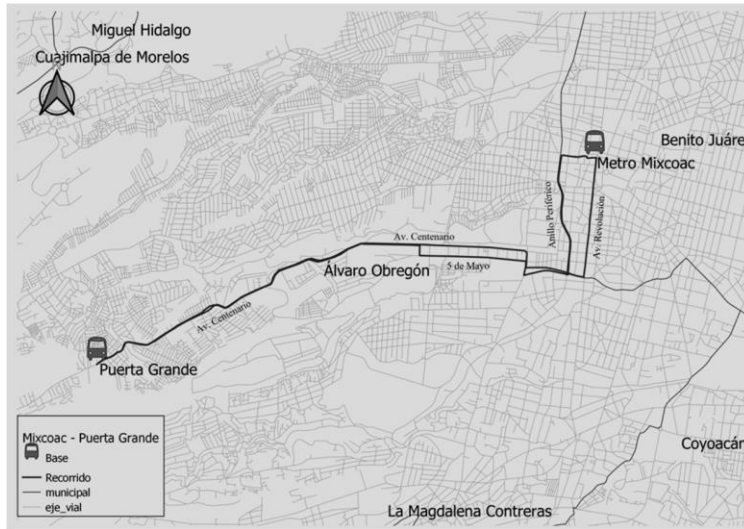 Miguel Hidalgo
Cuajimalpa de Morelos
Benito Juáre
Metro Mixcoac
Anillo Periférico
Av. Revolución
Av. Centenario
5 de Mayo
Álvaro Obregón
Av. Centenario
Puerta Grande
Mixcoac - Puerta Grande
Base
Recorrido
municipal
eje_vial
Coyoacán
La Magdalena Contreras